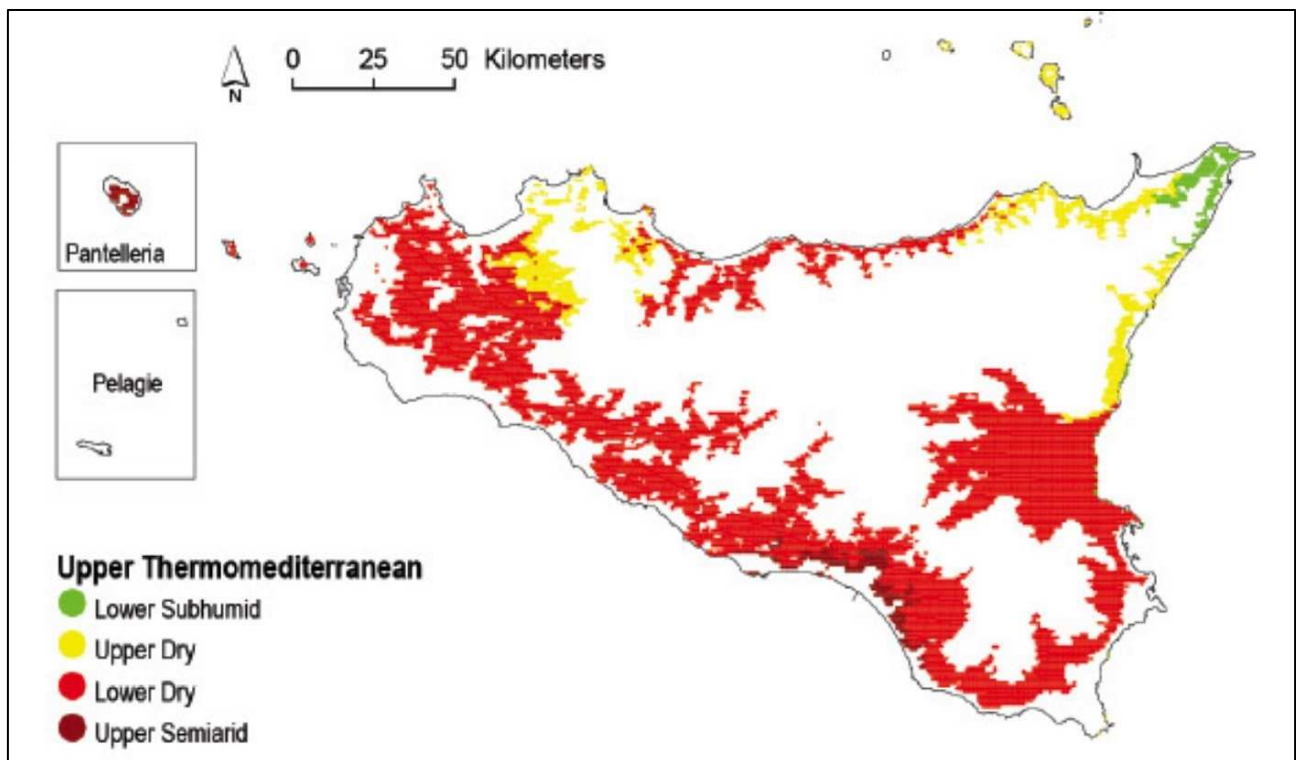 0 25 50 Kilometers
N
Pantelleria
Pelagie
Upper Thermomediterranean
Lower Subhumid
Upper Dry
Lower Dry
Upper Semiarid